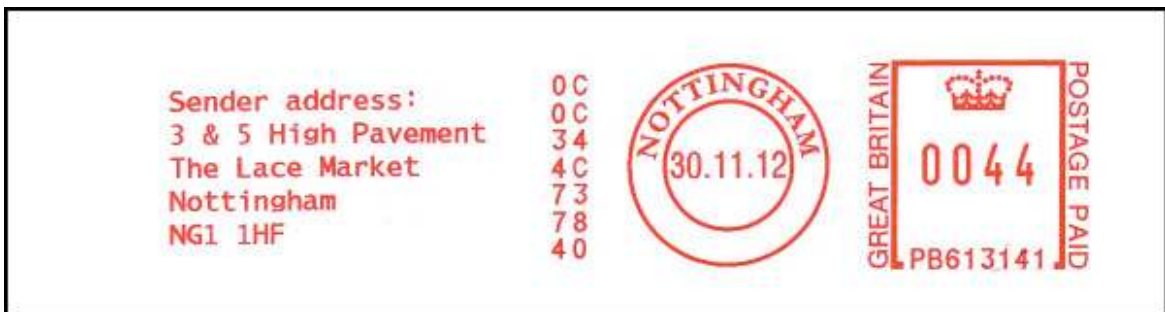 Sender address:
3 & 5 High Pavement
The Lace Market
Nottingham
NG1 1HF
0C
0C
34
4C
73
78
40
NOTTINGHAM
30.11.12
GREAT BRITAIN
0044
PB613141
POSTAGE PAID